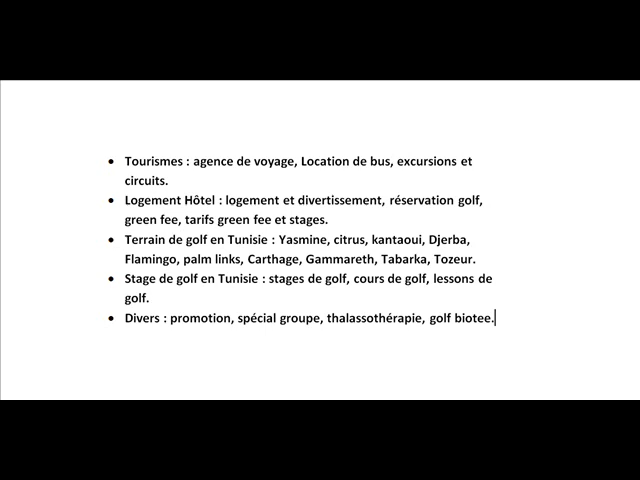 • Tourismes : agence de voyage, Location de bus, excursions et
circuits.
• Logement Hôtel : logement et divertissement, réservation golf,
green fee, tarifs green fee et stages.
• Terrain de golf en Tunisie : Yasmine, citrus, kantaoui, Djerba,
Flamingo, palm links, Carthage, Gammareth, Tabarka, Tozeur.
• Stage de golf en Tunisie : stages de golf, cours de golf, lessons de
golf.
• Divers : promotion, spécial groupe, thalassothérapie, golf biotee.